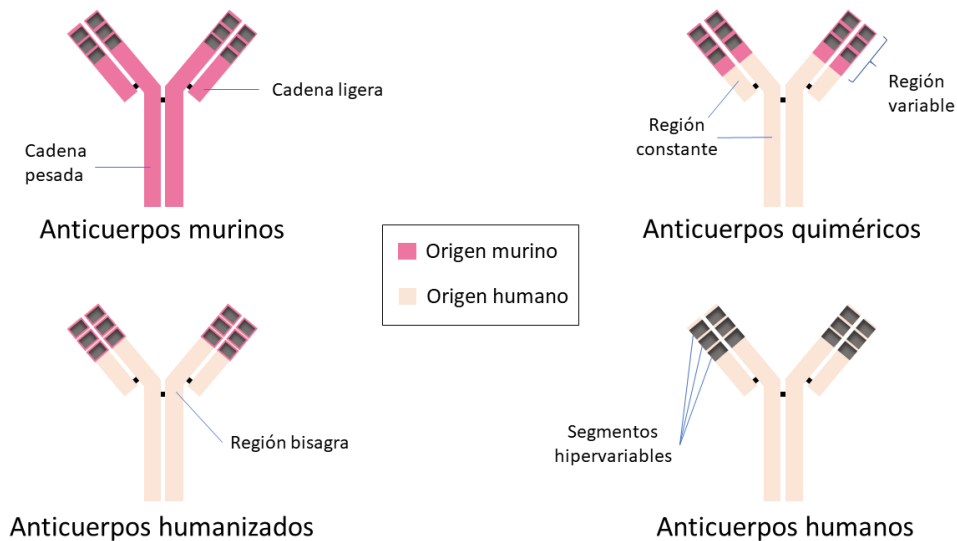 Cadena ligera
Cadena
pesada
Anticuerpos murinos
Región
variable
Región
constante
Anticuerpos quiméricos
Origen murino
Origen humano
Región bisagra
Anticuerpos humanizados
Segmentos
hipervariables
Anticuerpos humanos